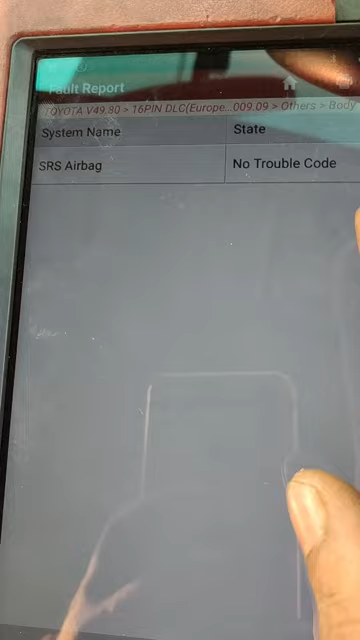 Fault Report
TOYOTA V49.80 > 16PIN DLC(Europe...009.09 > Others > Body
System Name
State
SRS Airbag
No Trouble Code